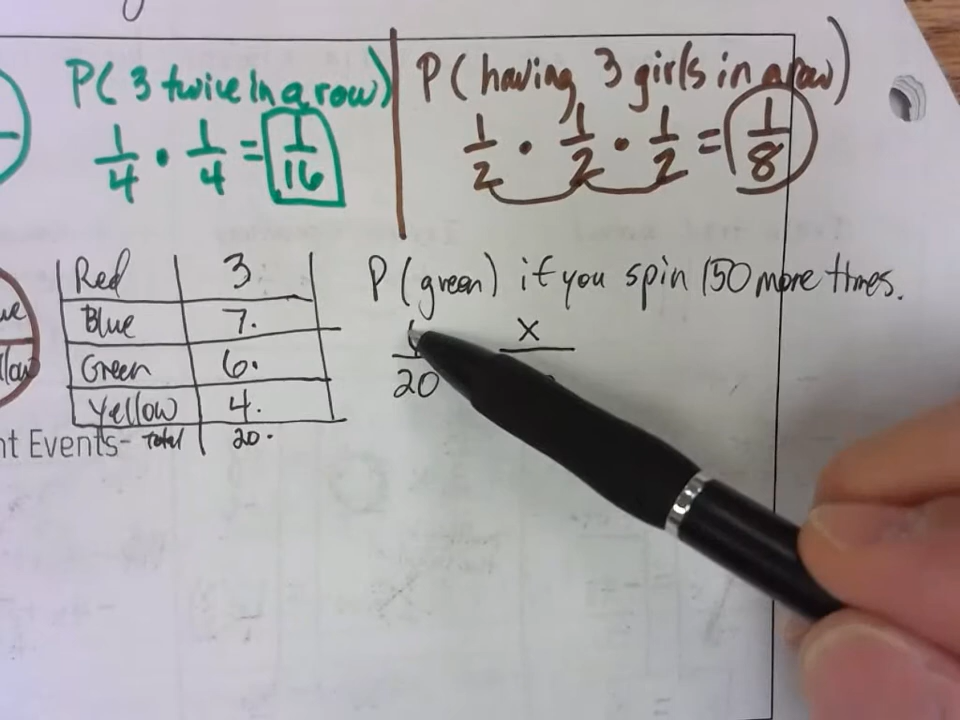 P(3 twice in a row)
1/4 · 1/4 = 1/16
P(having 3 girls in a row)
1/2 · 1/2 · 1/2 = 1/8
Red 3
Blue 7.
Green 6.
Yellow 4.
total 20.
P(green) if you spin 150 more times.
20
X
nt Events-